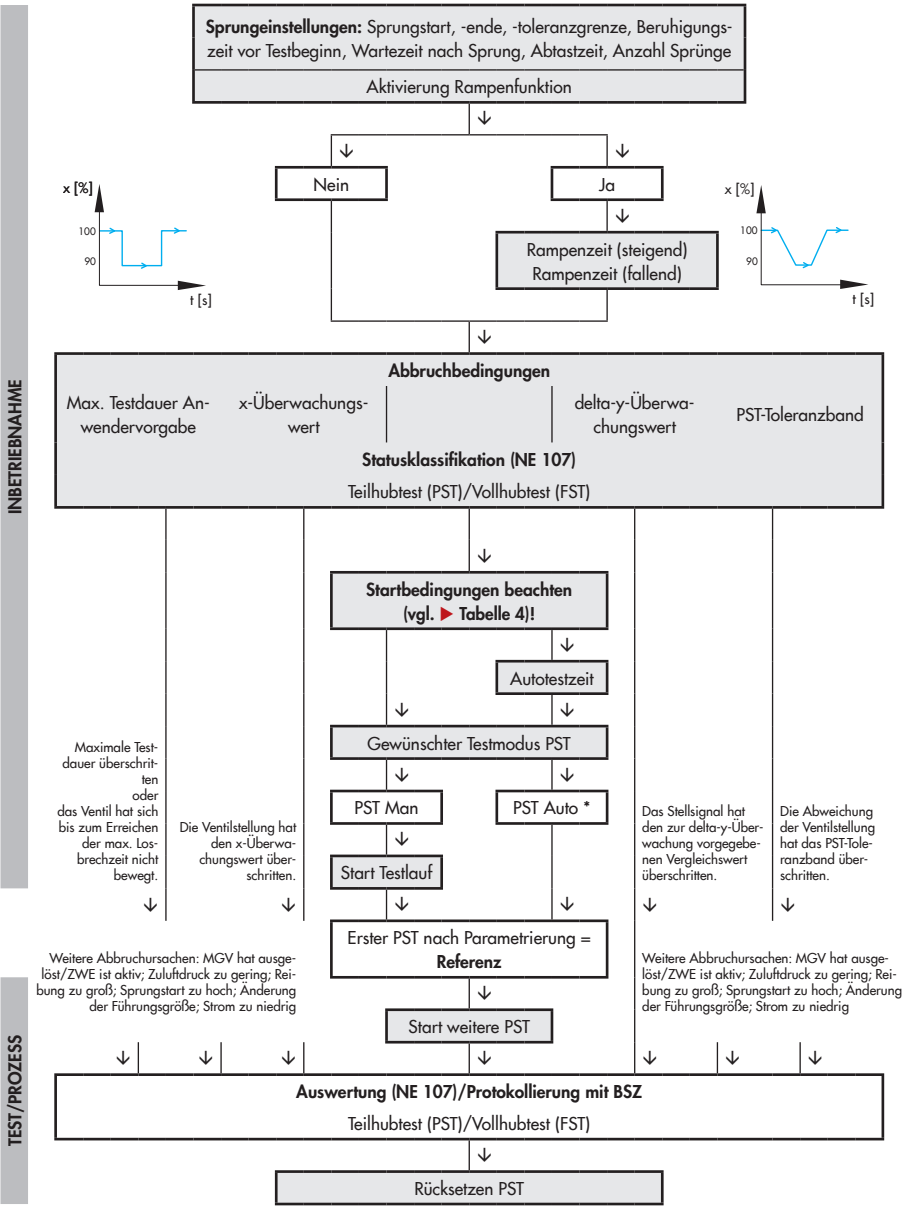 Sprungeinstellungen: Sprungstart, -ende, -toleranzgrenze, Beruhigungs-
zeit vor Testbeginn, Wartezeit nach Sprung, Abtastzeit, Anzahl Sprünge
Aktivierung Rampenfunktion
Nein
Ja
x [%]
100
90
t [s]
Rampenzeit (steigend)
Rampenzeit (fallend)
x [%]
100
90
t [s]
INBETRIEBNAHME
Abbruchbedingungen
Max. Testdauer An-
wendervorgabe
x-Überwachungs-
wert
delta-y-Überwa-
chungswert
PST-Toleranzband
Statusklassifikation (NE 107)
Teilhubtest (PST)/Vollhubtest (FST)
Startbedingungen beachten
(vgl. ▶ Tabelle 4)!
Autotestzeit
Gewünschter Testmodus PST
PST Man
PST Auto *
Start Testlauf
Maximale Test-
dauer überschrit-
ten
oder
das Ventil hat sich
bis zum Erreichen
der max. Los-
brechzeit nicht
bewegt.
Die Ventilstellung hat
den x-Überwa-
chungswert über-
schritten.
Das Stellsignal hat
den zur delta-y-Über-
wachung vorgegebe-
nen Vergleichswert
überschritten.
Die Abweichung
der Ventilstellung
hat das PST-Tole-
ranzband über-
schritten.
Erster PST nach Parametrierung =
Referenz
Weitere Abbruchursachen: MGV hat ausge-
löst/ZWE ist aktiv; Zuluftdruck zu gering; Rei-
bung zu groß; Sprungstart zu hoch; Änderung
der Führungsgröße; Strom zu niedrig
Weitere Abbruchursachen: MGV hat ausge-
löst/ZWE ist aktiv; Zuluftdruck zu gering; Rei-
bung zu groß; Sprungstart zu hoch; Änderung
der Führungsgröße; Strom zu niedrig
Start weitere PST
TEST/PROZESS
Auswertung (NE 107)/Protokollierung mit BSZ
Teilhubtest (PST)/Vollhubtest (FST)
Rücksetzen PST